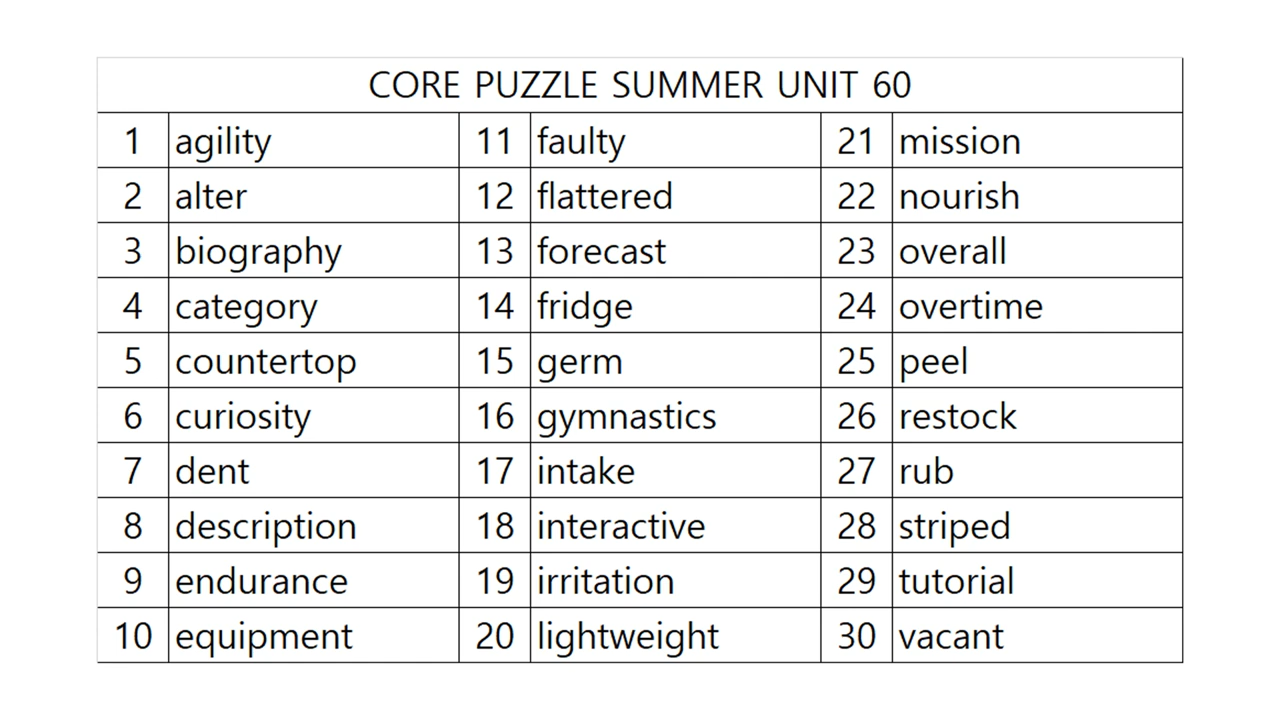 CORE PUZZLE SUMMER UNIT 60
1 agility 11 faulty 21 mission
2 alter 12 flattered 22 nourish
3 biography 13 forecast 23 overall
4 category 14 fridge 24 overtime
5 countertop 15 germ 25 peel
6 curiosity 16 gymnastics 26 restock
7 dent 17 intake 27 rub
8 description 18 interactive 28 striped
9 endurance 19 irritation 29 tutorial
10 equipment 20 lightweight 30 vacant